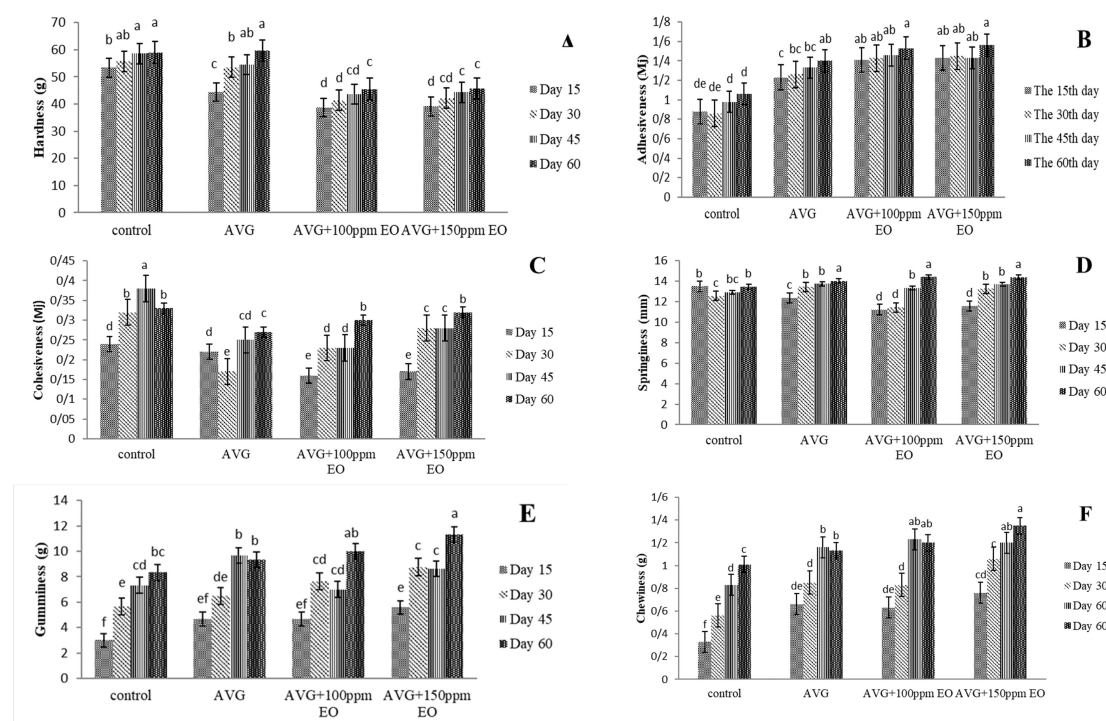 A
Hardness (g)
70
60
50
40
30
20
10
0
b ab a a
c b ab a
d d cd c
d c cd c
control AVG AVG+100ppm EO AVG+150ppm EO
Day 15
Day 30
Day 45
Day 60
B
Adhesiveness (Mj)
1/8
1/6
1/4
1/2
1
0/8
0/6
0/4
0/2
0
de de d d
c bc bc ab
ab ab ab a
ab ab ab a
control AVG AVG+100ppm AVG+150ppm
EO EO
The 15th day
The 30th day
The 45th day
The 60th day
C
Cohesiveness (Mj)
0/45
0/4
0/35
0/3
0/25
0/2
0/15
0/1
0/05
0
d b a b
d e cd c
e d d b
e c c b
control AVG AVG+100ppm AVG+150ppm
EO EO
Day 15
Day 30
Day 45
Day 60
D
Springiness (mm)
16
14
12
10
8
6
4
2
0
b c bc b
c b b a
d d b a
d b b a
control AVG AVG+100ppm AVG+150ppm
EO EO
Day 15
Day 30
Day 45
Day 60
E
Gumminess (g)
14
12
10
8
6
4
2
0
f e cd bc
ef de b b
ef cd cd ab
e c c a
control AVG AVG+100ppm AVG+150ppm
EO EO
Day 15
Day 30
Day 45
Day 60
F
Chewiness (g)
1/6
1/4
1/2
1
0/8
0/6
0/4
0/2
0
f e d c
de d b b
de d ab ab
cd c ab a
control AVG AVG+100ppm EO AVG+150ppm EO
Day 15
Day 30
Day 60
Day 60